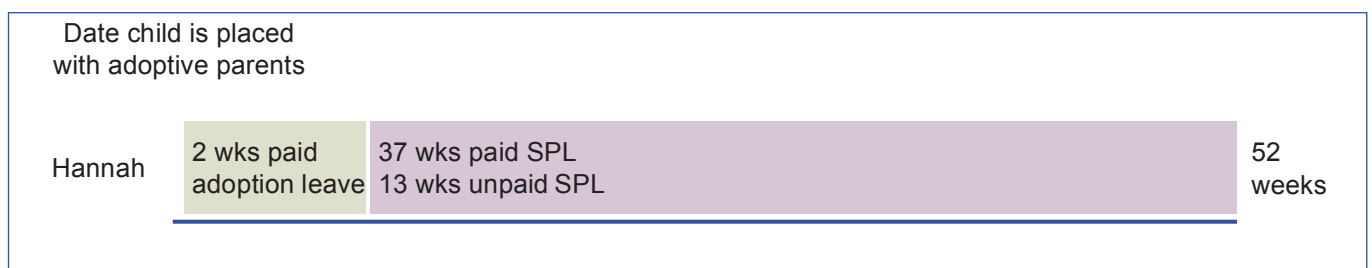 Date child is placed
with adoptive parents
Hannah
2 wks paid
adoption leave
37 wks paid SPL
13 wks unpaid SPL
52
weeks